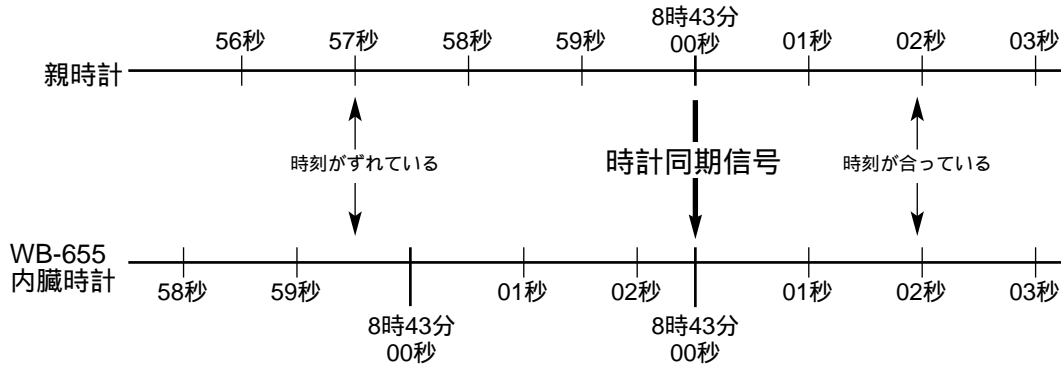 8時43分
56秒 57秒 58秒 59秒 00秒 01秒 02秒 03秒
親時計
時刻がずれている 時計同期信号 時刻が合っている
WB-655
内臓時計
58秒 59秒 01秒 02秒 01秒 02秒 03秒
8時43分 8時43分
00秒 00秒